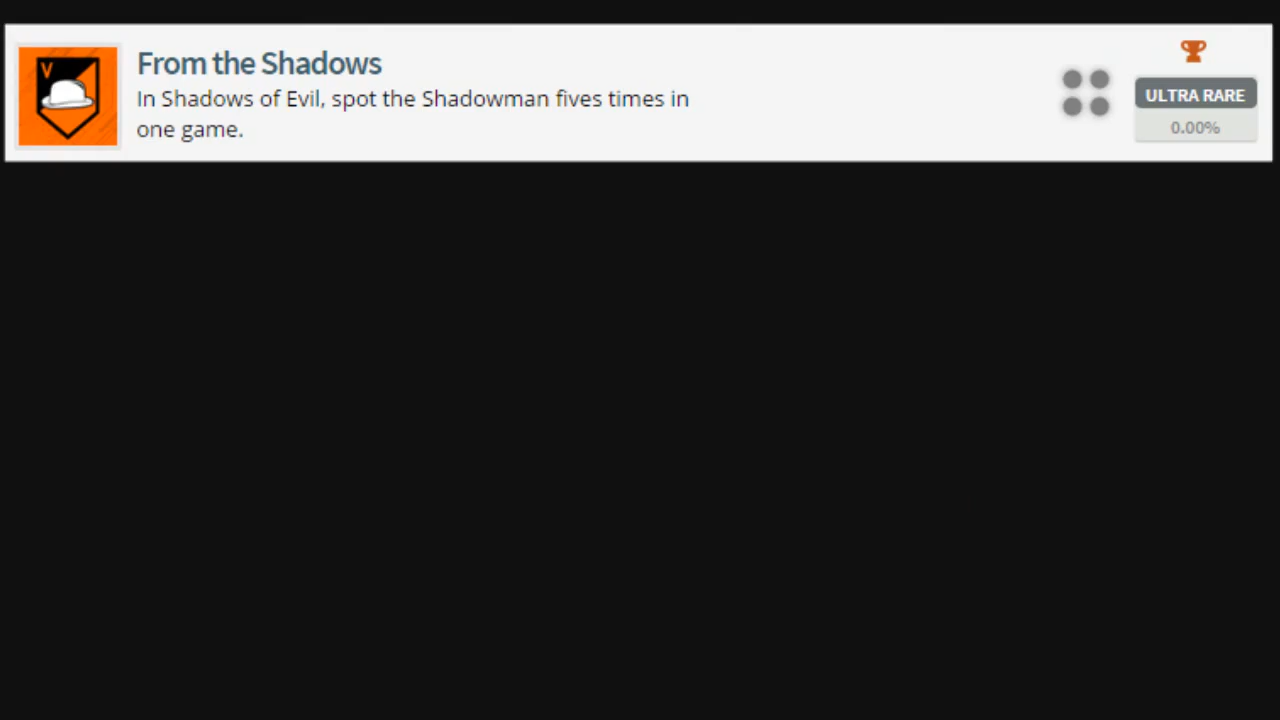 V
From the Shadows
In Shadows of Evil, spot the Shadowman fives times in
one game.
ULTRA RARE
0.00%